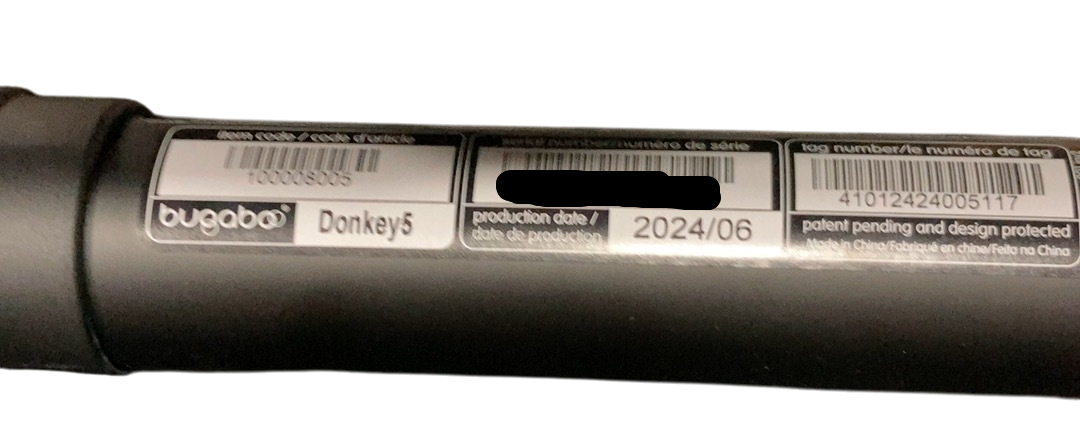 item code / code d'article
100008005
bugaboo
Donkey5
serial number/numéro de série
production date /
date de production
2024/06
tag number/le numéro de tag
41012424005117
patent pending and design protected
Made in China/Fabriqué en chine/Feito na China